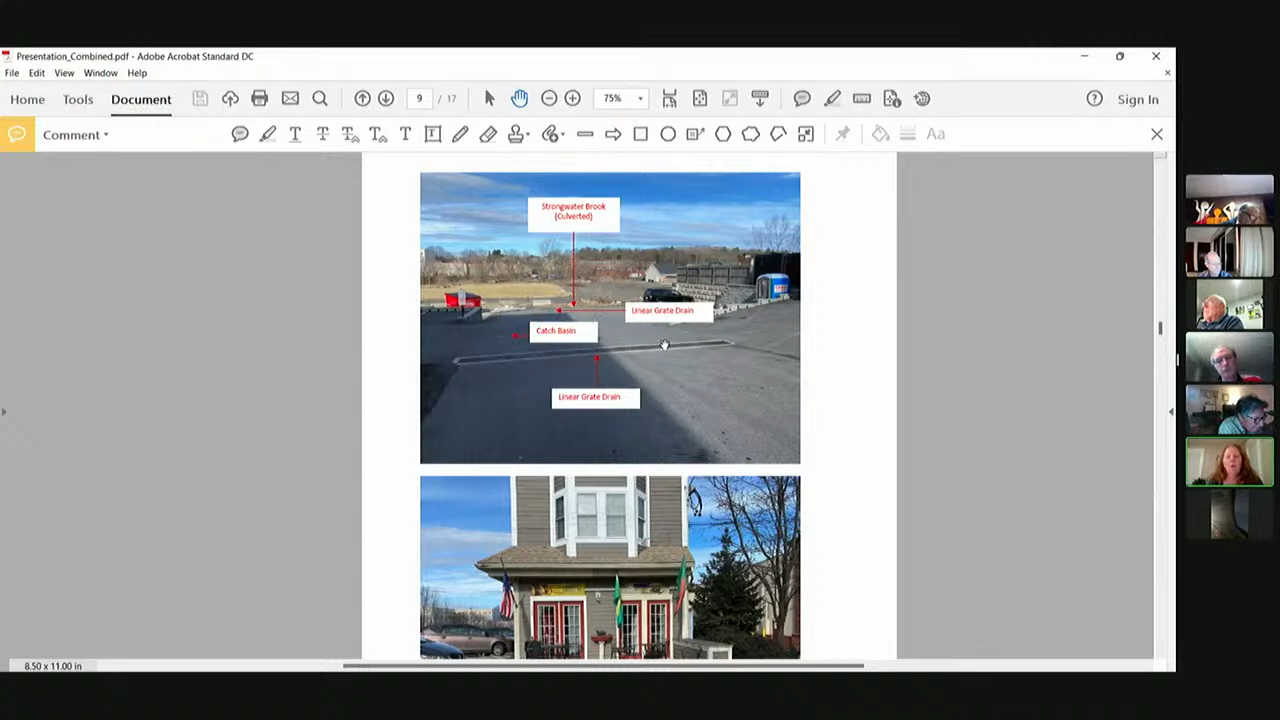 Presentation_Combined.pdf - Adobe Acrobat Standard DC
File Edit View Window Help
Home Tools Document 9 / 17 75% Sign In
Comment Aa
Strongwater Brook
(Culverted)
Linear Grate Drain
Catch Basin
Linear Grate Drain
8.50 x 11.00 in